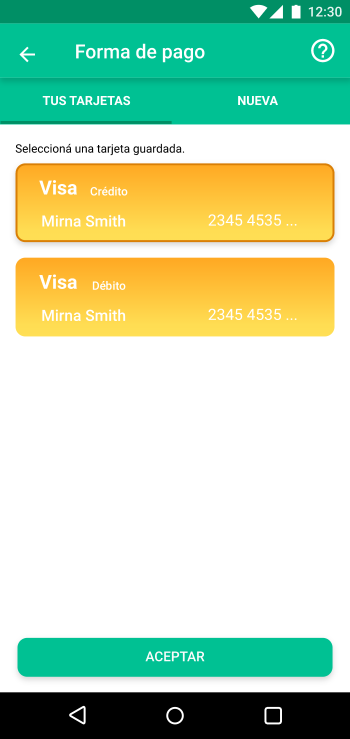 12:30
Forma de pago
TUS TARJETAS NUEVA
Seleccioná una tarjeta guardada.
Visa Crédito
Mirna Smith 2345 4535 ...
Visa Débito
Mirna Smith 2345 4535 ...
ACEPTAR